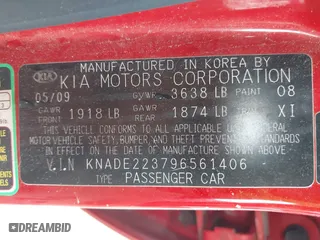 MANUFACTURED IN KOREA BY
KIA KIA MOTORS CORPORATION
05/09 GVWR 3638 LB PAINT 08
GAWR FRONT 1918 LB GAWR REAR 1874 LB TRIM XI
THIS VEHICLE CONFORMS TO ALL APPLICABLE FEDERAL
MOTOR VEHICLE SAFETY, BUMPER, AND THEFT PREVENTION
STANDARDS IN EFFECT ON THE DATE OF MANUFACTURE
SHOWN ABOVE.
V.I.N KNADE223796561406
TYPE PASSENGER CAR
DREAMBID